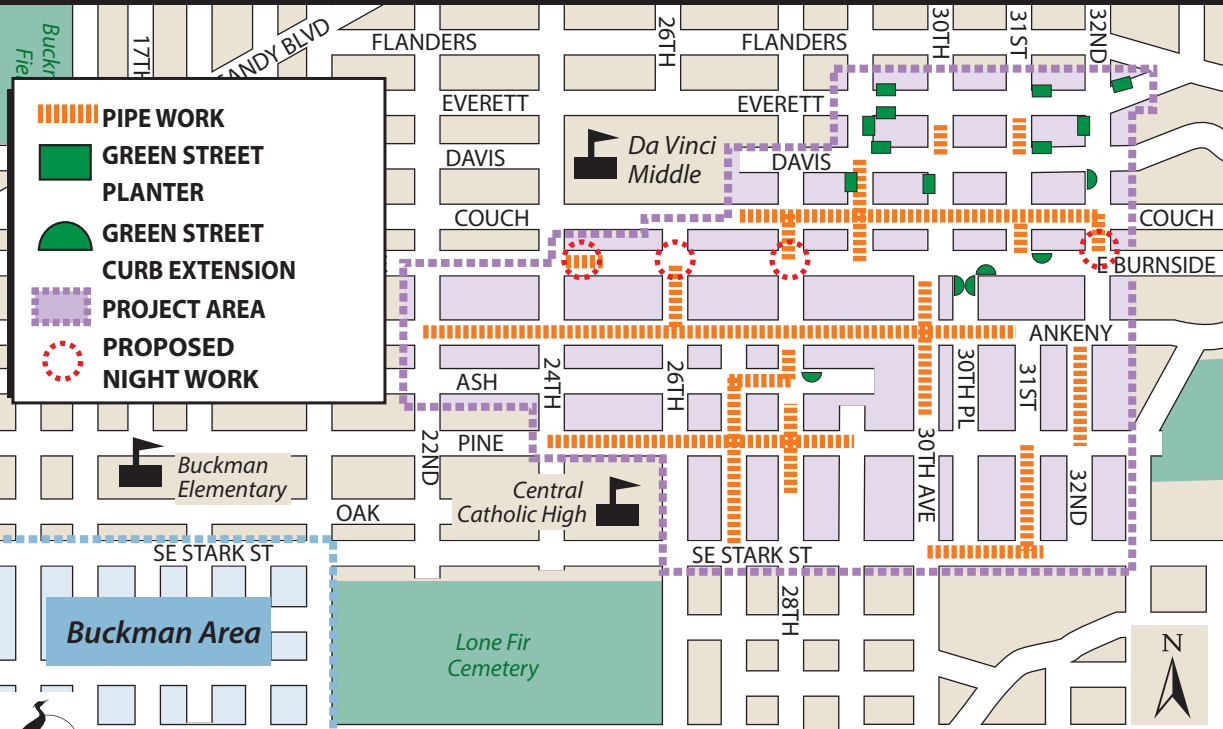 Buckr
Fie
17TH
SANDY BLVD
FLANDERS
26TH
FLANDERS
30TH
31ST
32ND
PIPE WORK
GREEN STREET
PLANTER
GREEN STREET
CURB EXTENSION
PROJECT AREA
PROPOSED
NIGHT WORK
EVERETT
EVERETT
DAVIS
Da Vinci
Middle
DAVIS
COUCH
COUCH
E BURNSIDE
ANKENY
ASH
24TH
26TH
30TH PL
31ST
PINE
22ND
30TH AVE
32ND
Buckman
Elementary
Central
Catholic High
OAK
SE STARK ST
SE STARK ST
28TH
Buckman Area
Lone Fir
Cemetery
N